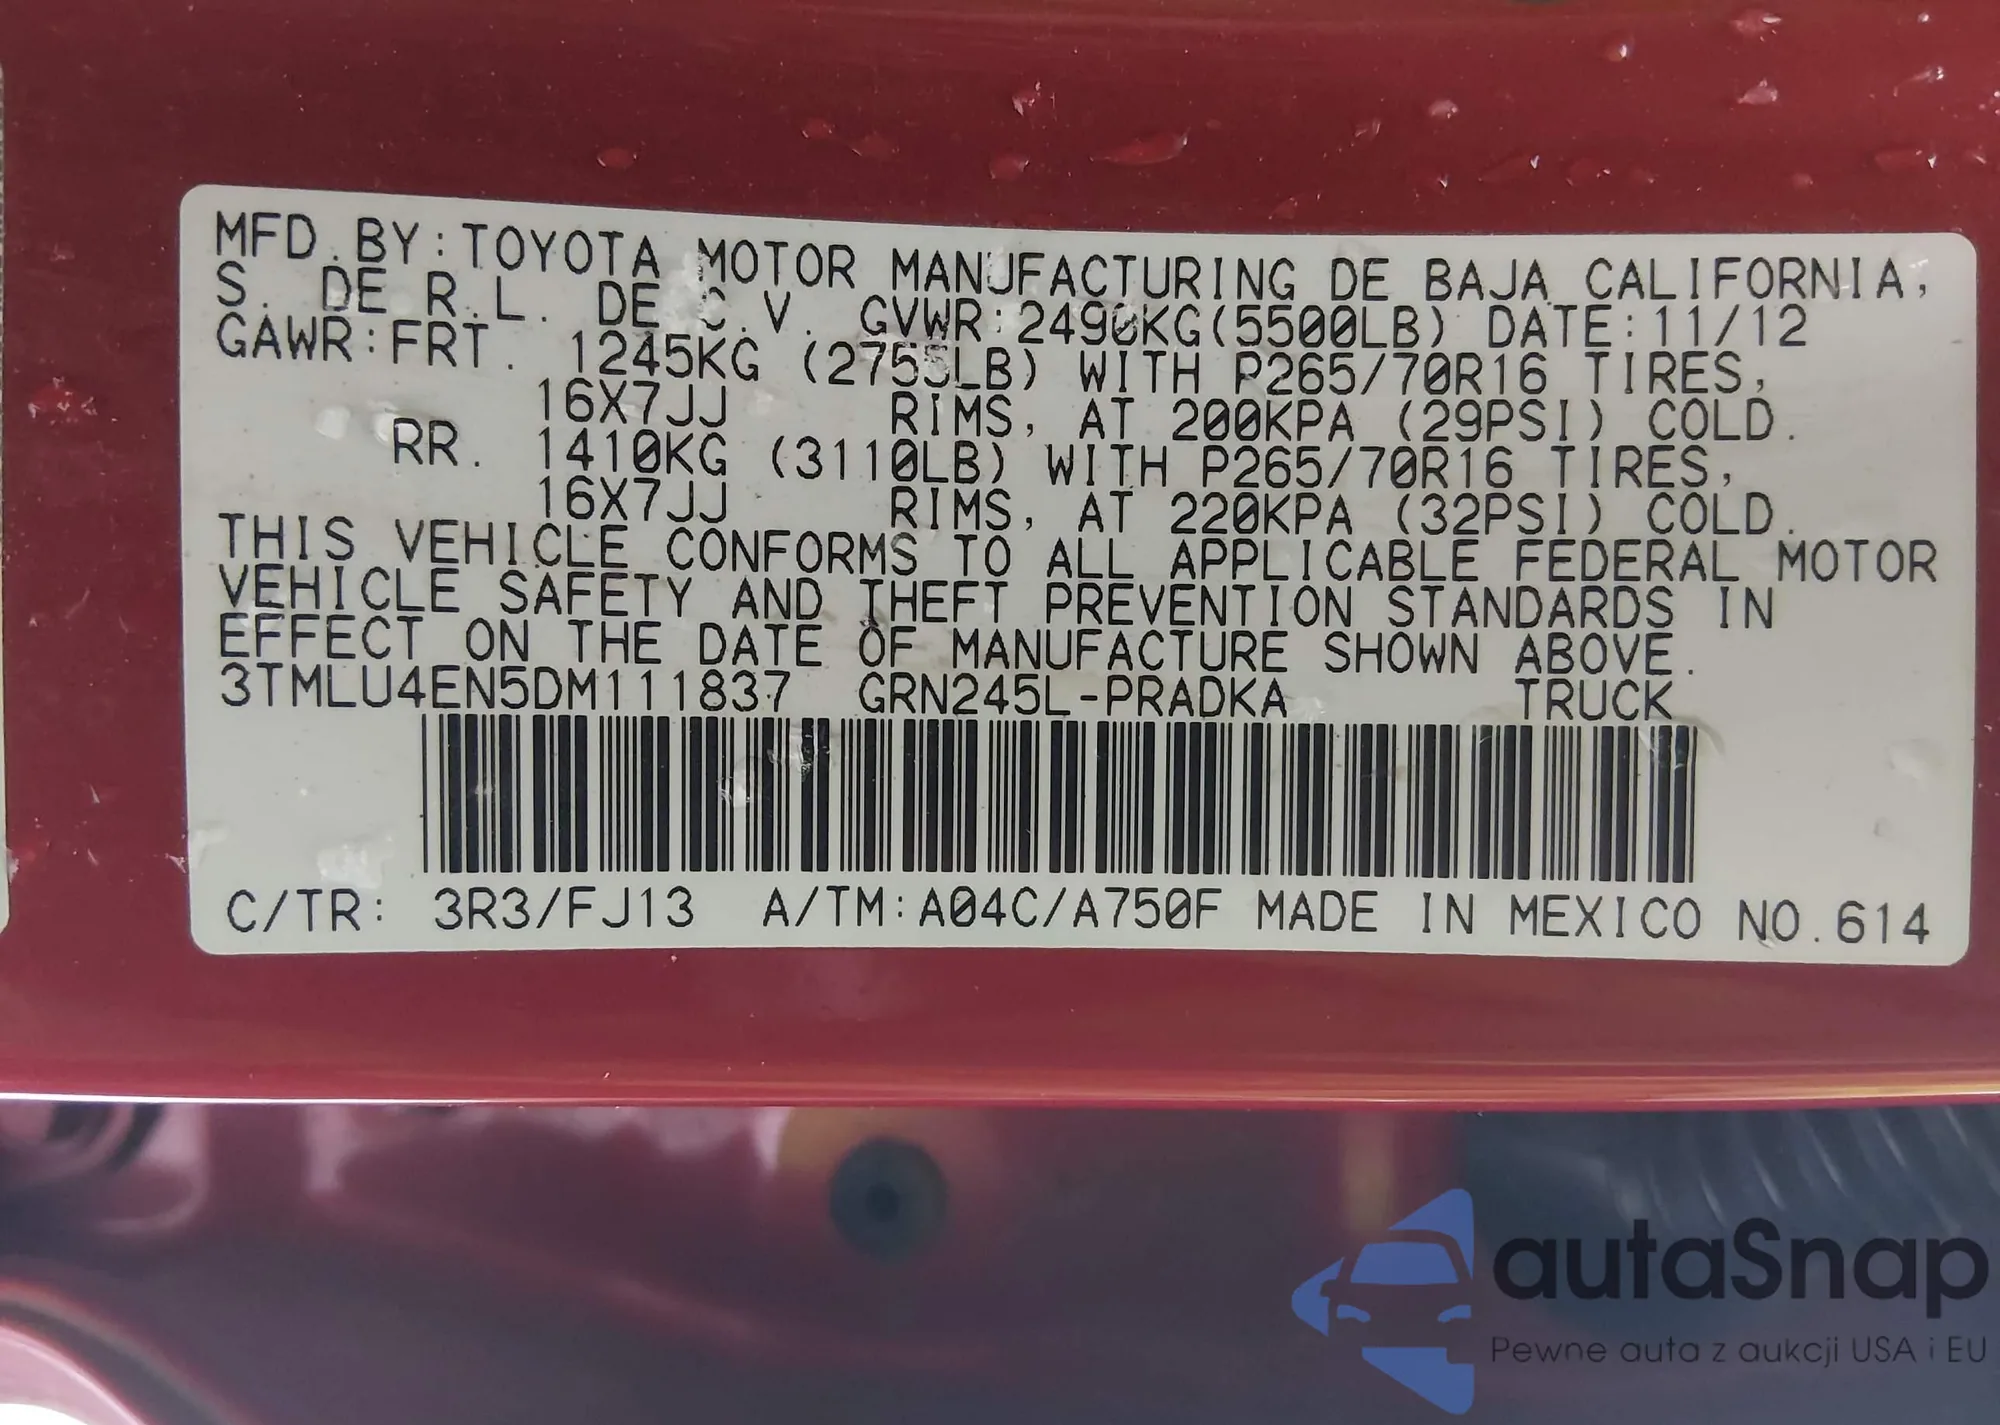 MFD.BY:TOYOTA MOTOR MANUFACTURING DE BAJA CALIFORNIA,
S. DE R.L. DE C.V. GVWR:2490KG(5500LB) DATE:11/12
GAWR:FRT. 1245KG (2755LB) WITH P265/70R16 TIRES,
16X7JJ RIMS, AT 200KPA (29PSI) COLD.
RR. 1410KG (3110LB) WITH P265/70R16 TIRES,
16X7JJ RIMS, AT 220KPA (32PSI) COLD.
THIS VEHICLE CONFORMS TO ALL APPLICABLE FEDERAL MOTOR
VEHICLE SAFETY AND THEFT PREVENTION STANDARDS IN
EFFECT ON THE DATE OF MANUFACTURE SHOWN ABOVE.
3TMLU4EN5DM111837 GRN245L-PRADKA TRUCK
C/TR: 3R3/FJ13 A/TM:A04C/A750F MADE IN MEXICO NO.614
autaSnap
Pewne auta z aukcji USA i EU